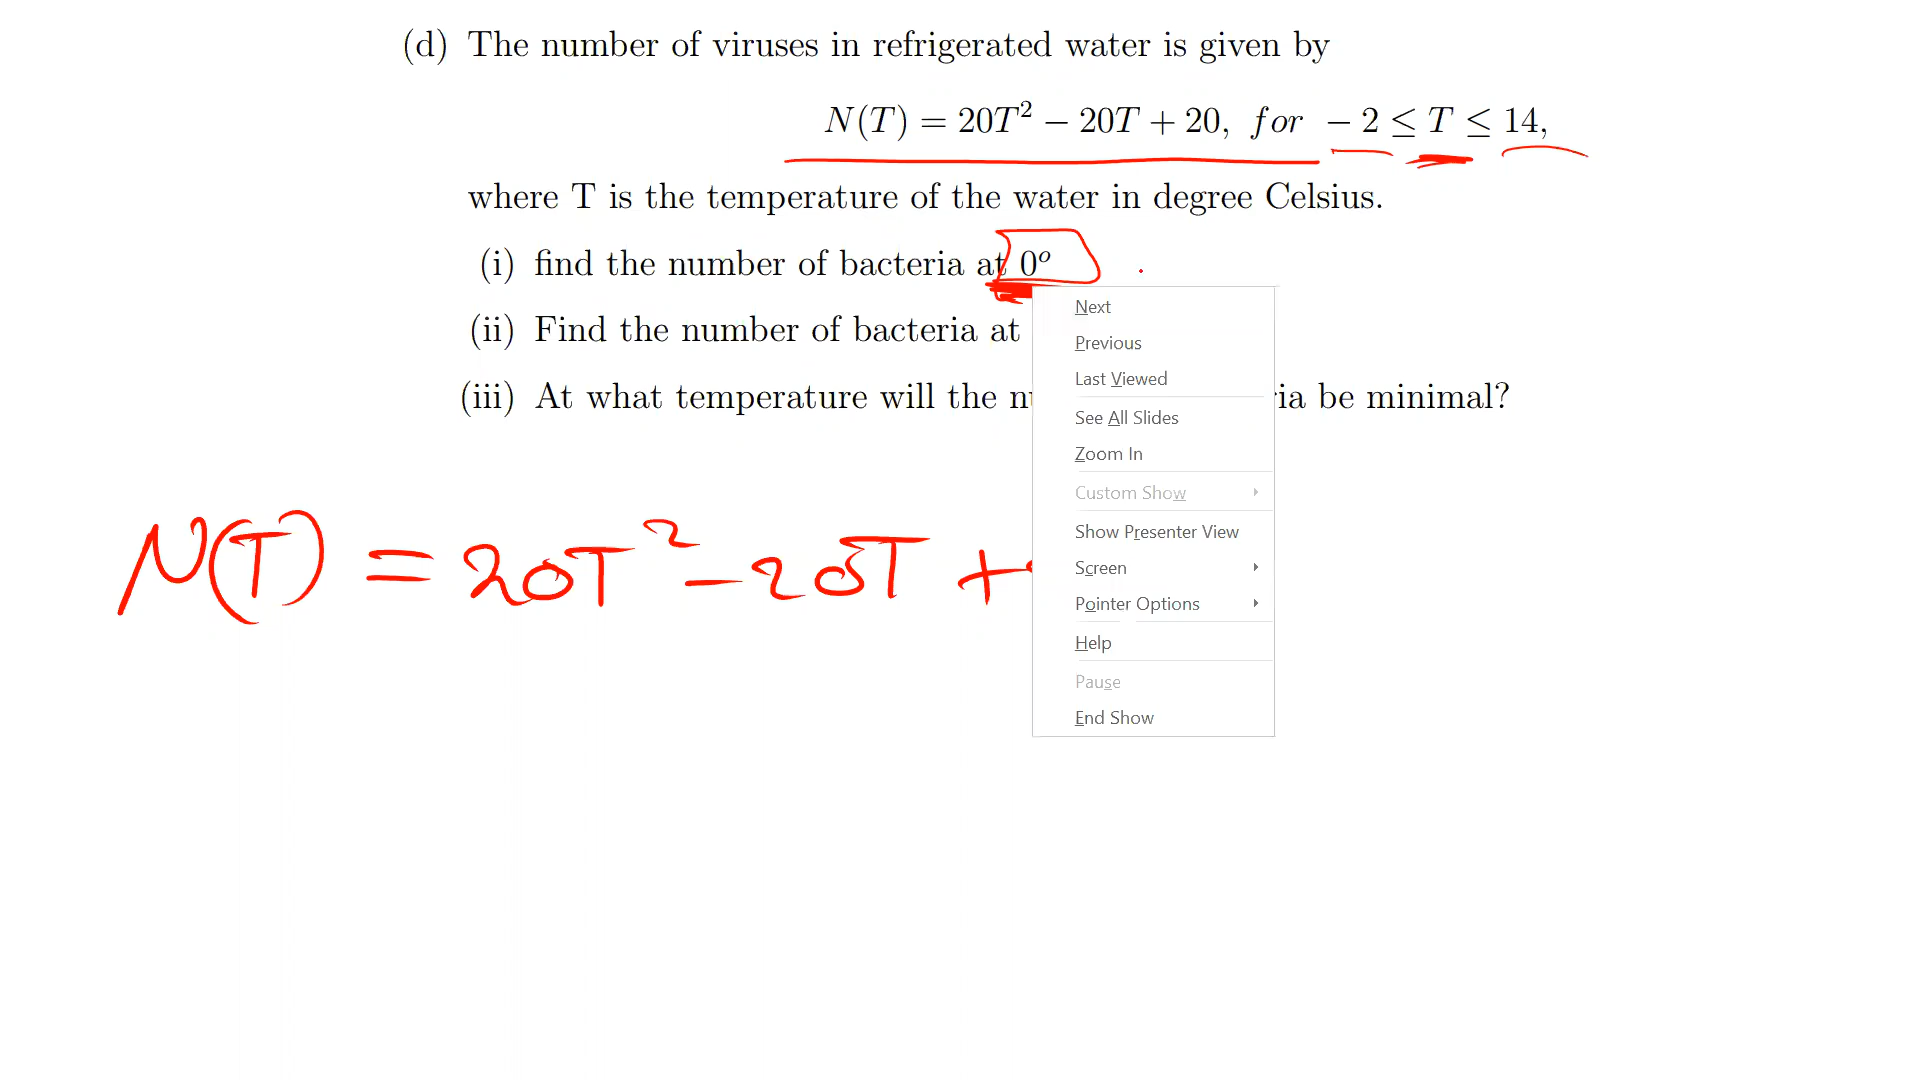 (d) The number of viruses in refrigerated water is given by
N(T) = 20T² − 20T + 20, for − 2 ≤ T ≤ 14,
where T is the temperature of the water in degree Celsius.
(i) find the number of bacteria at 0°
(ii) Find the number of bacteria at
(iii) At what temperature will the
be minimal?
N(T) = 20T² - 20T +
Next
Previous
Last Viewed
See All Slides
Zoom In
Custom Show
Show Presenter View
Screen
Pointer Options
Help
Pause
End Show